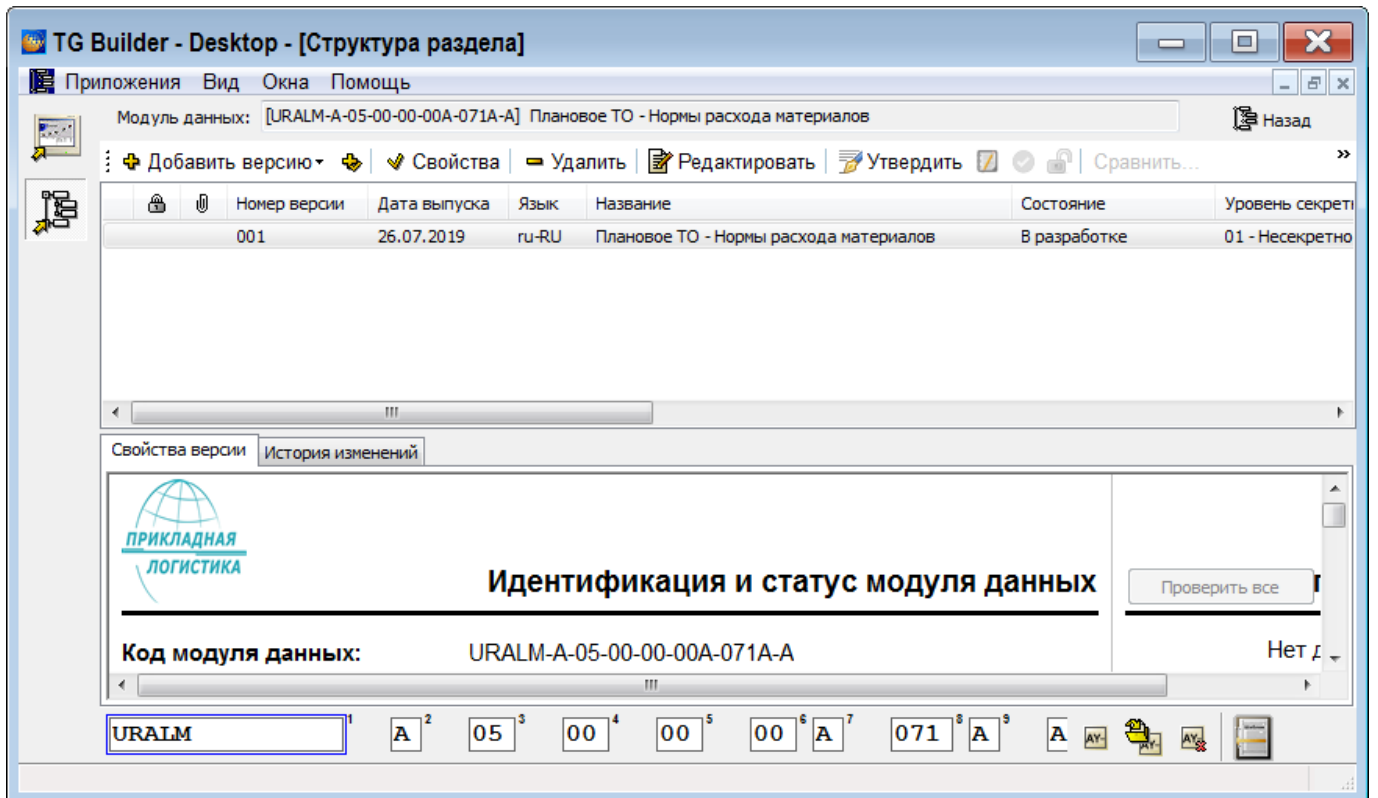 TG Builder - Desktop - [Структура раздела]
Приложения Вид Окна Помощь
Модуль данных: [URALM-A-05-00-00-00A-071A-A] Плановое ТО - Нормы расхода материалов Назад
Добавить версию Свойства Удалить Редактировать Утвердить Сравнить... »
Номер версии Дата выпуска Язык Название Состояние Уровень секрет
001 26.07.2019 ru-RU Плановое ТО - Нормы расхода материалов В разработке 01 - Несекретно
Свойства версии История изменений
ПРИКЛАДНАЯ
ЛОГИСТИКА
Идентификация и статус модуля данных Проверить все
Код модуля данных: URALM-A-05-00-00-00A-071A-A Нет
URALM 1 A 2 05 3 00 4 00 5 00 6 A 7 071 8 A 9 A AY- AY- AY-